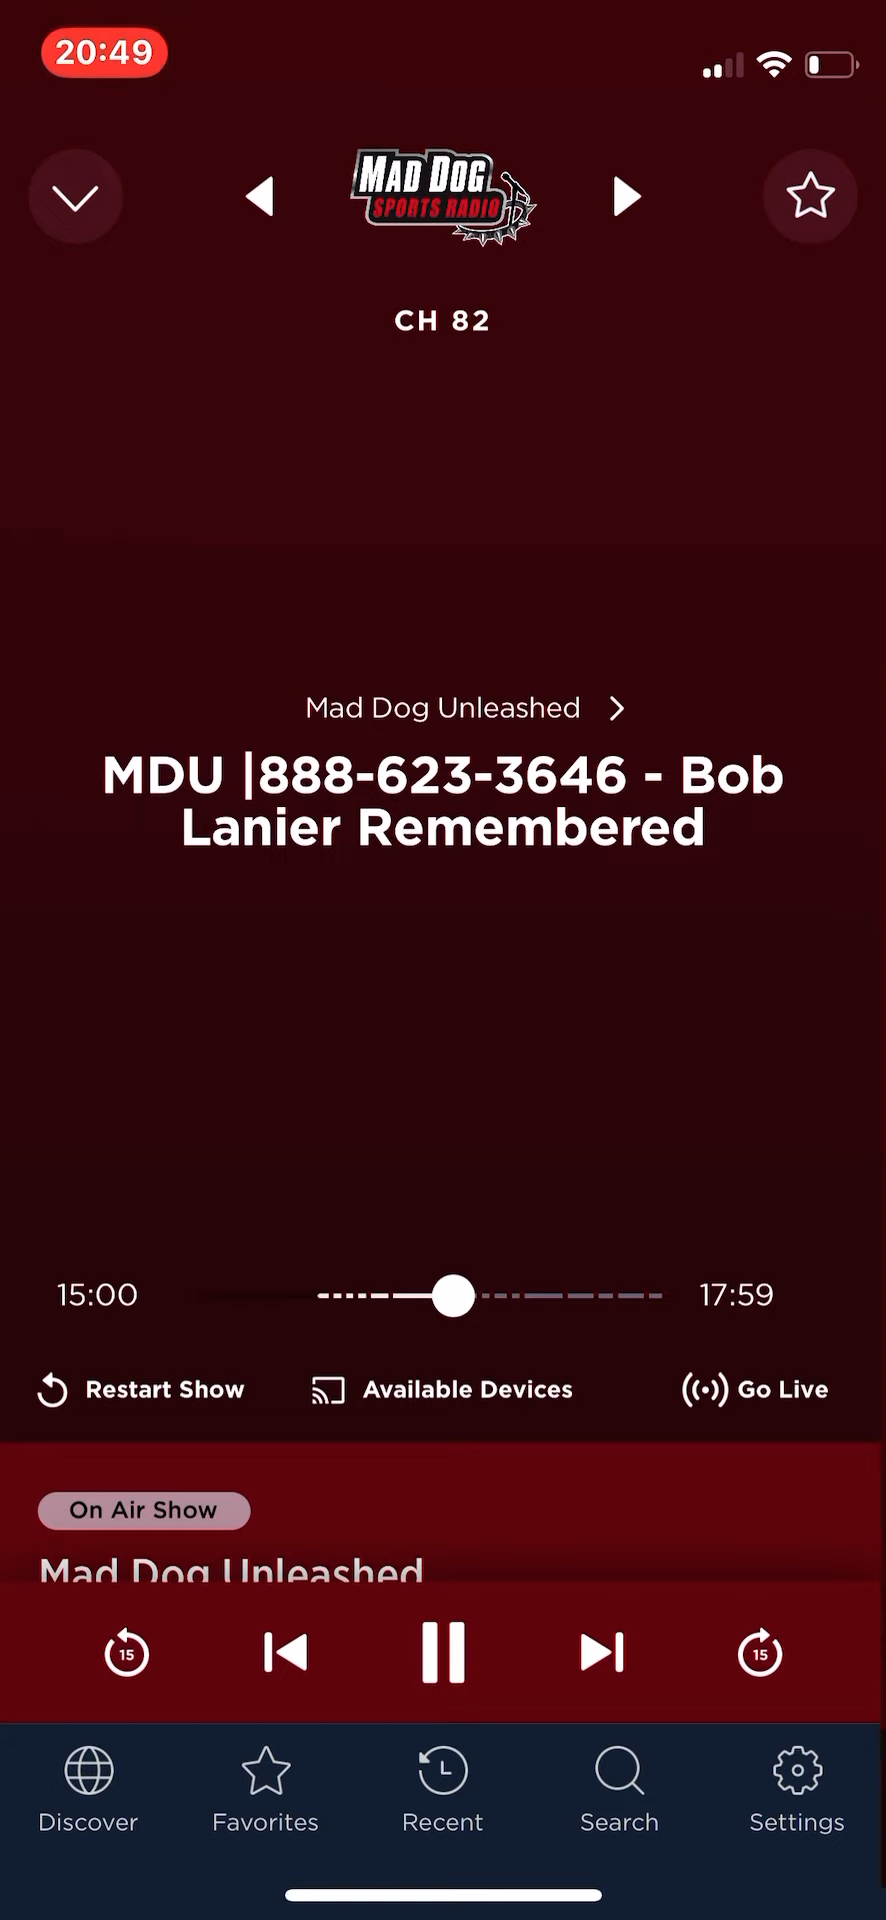 20:49
MAD DOG
SPORTS RADIO
CH 82
Mad Dog Unleashed
MDU |888-623-3646 - Bob
Lanier Remembered
15:00
17:59
Restart Show
Available Devices
Go Live
On Air Show
Mad Dog Unleashed
15
15
Discover
Favorites
Recent
Search
Settings